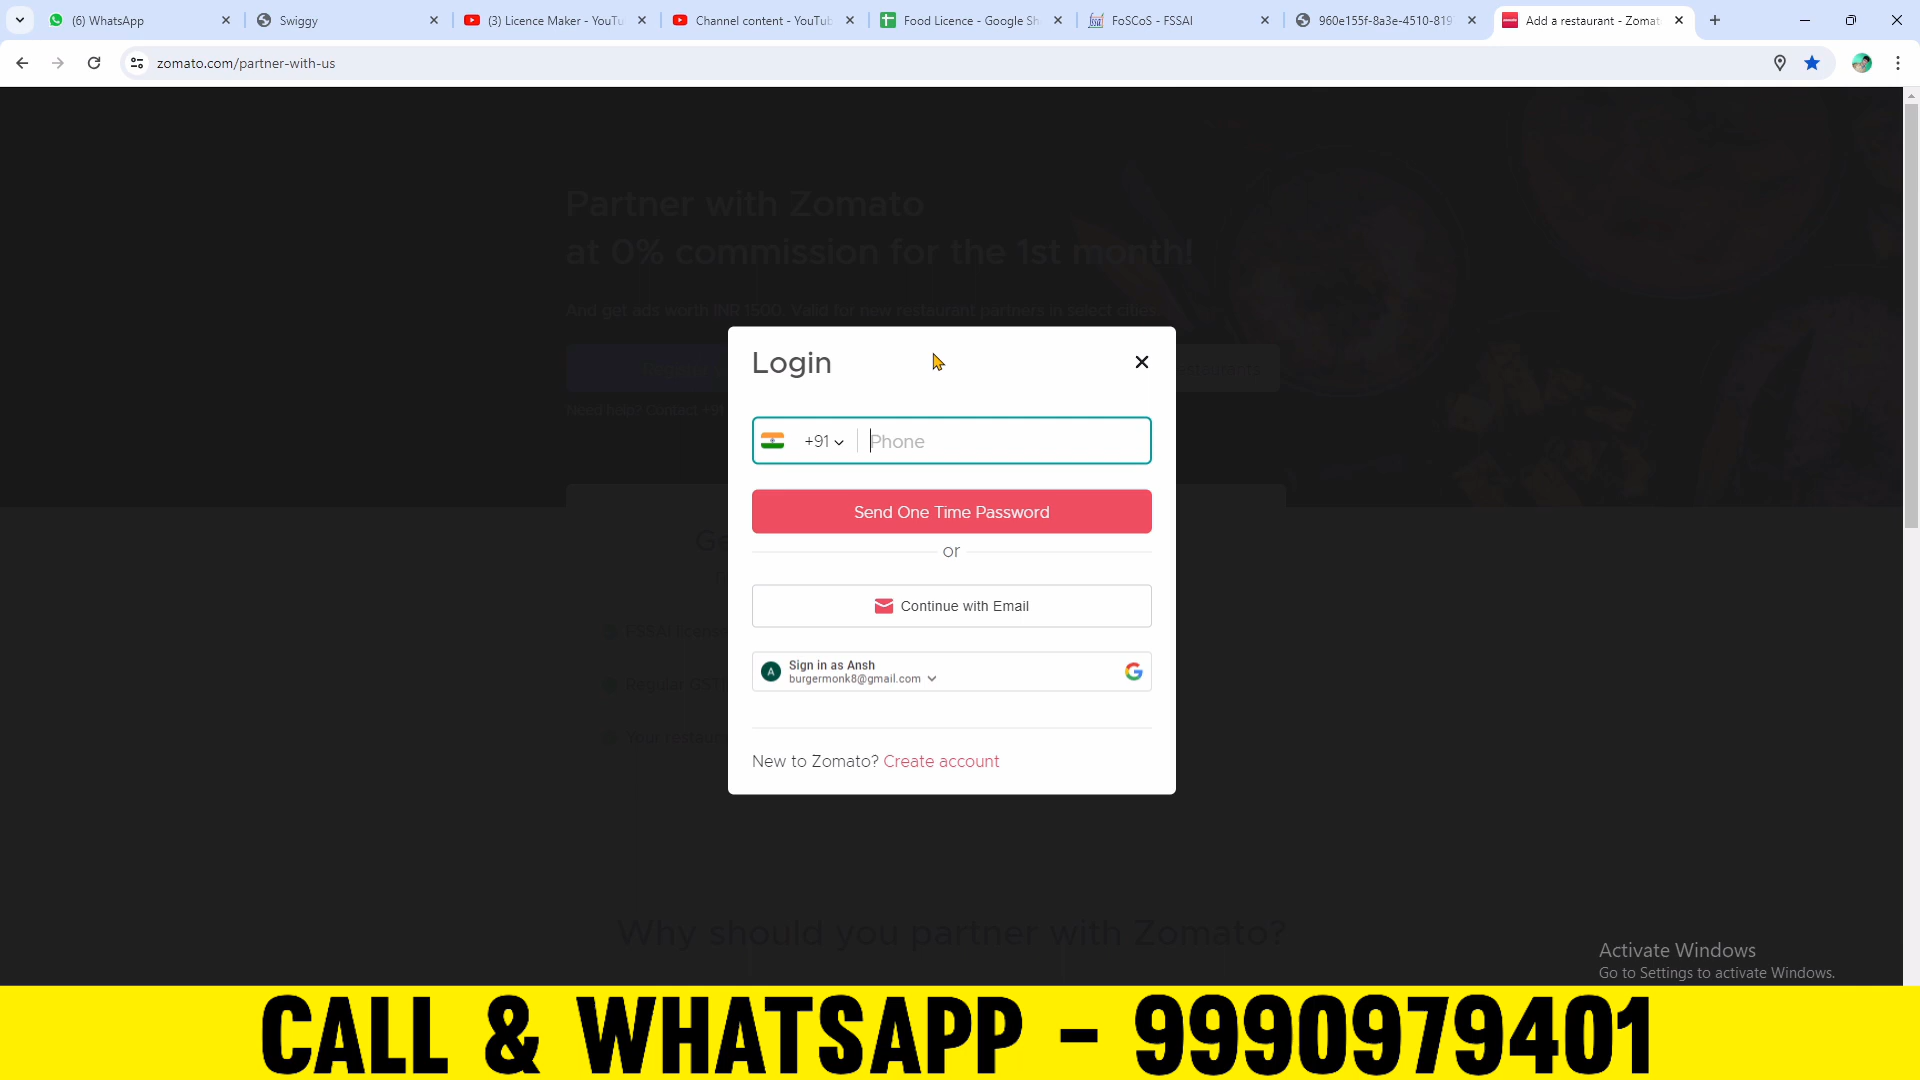 (6) WhatsApp
Swiggy
(3) Licence Maker - YouTu
Channel content - YouTub
Food Licence - Google Sh
FoSCoS - FSSAI
960e155f-8a3e-4510-819
Add a restaurant - Zomat
zomato.com/partner-with-us
Partner with Zomato
at 0% commission for the 1st month!
And get ads worth INR 1500. Valid for new restaurant partners in select cities
Need help? Contact +91
Login
+91
Phone
Send One Time Password
or
Continue with Email
A
Sign in as Ansh
burgermonk8@gmail.com
New to Zomato? Create account
Why should you partner with Zomato?
Activate Windows
Go to Settings to activate Windows.
CALL & WHATSAPP - 9990979401